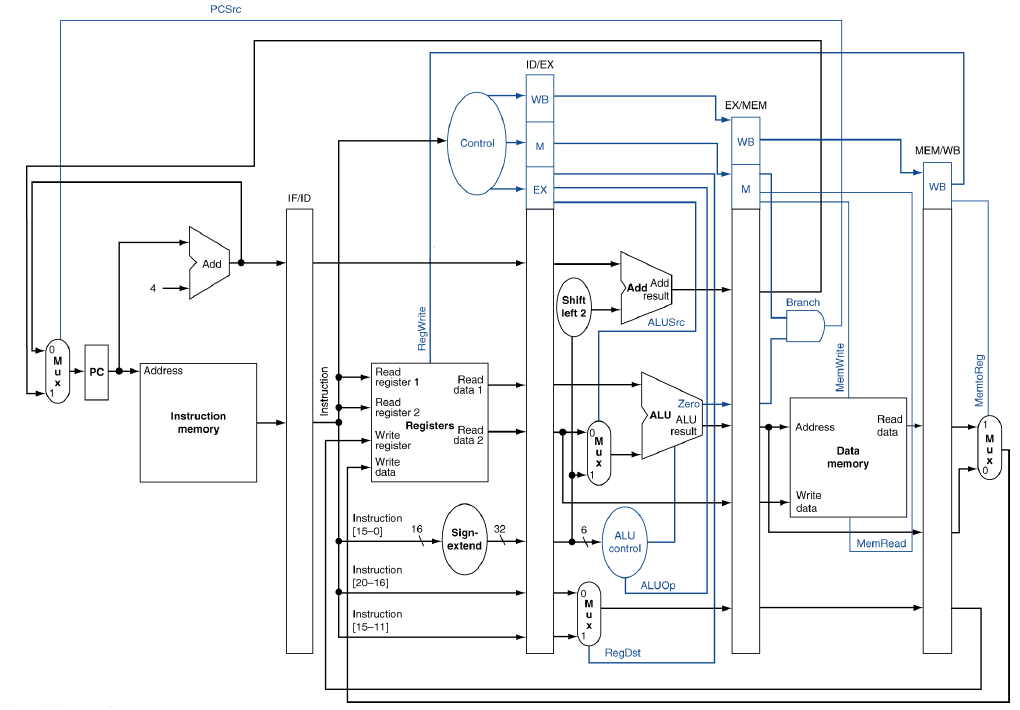 PCSrc
ID/EX
WB
EX/MEM
Control
M
WB
MEM/WB
EX
M
WB
IF/ID
Add
4
Add
Add
result
Shift
left 2
ALUSrc
Branch
RegWrite
MemWrite
MemtoReg
0
M
u
x
1
PC
Address
Instruction
memory
Instruction
Read
register 1
Read
data 1
Read
register 2
Registers
Read
data 2
Write
register
Write
data
0
M
u
x
1
Zero
ALU
ALU
result
Address
Read
data
Data
memory
Write
data
1
M
u
x
0
Instruction
[15–0]
16
Sign-
extend
32
6
ALU
control
MemRead
Instruction
[20–16]
ALUOp
0
M
u
x
1
Instruction
[15–11]
RegDst